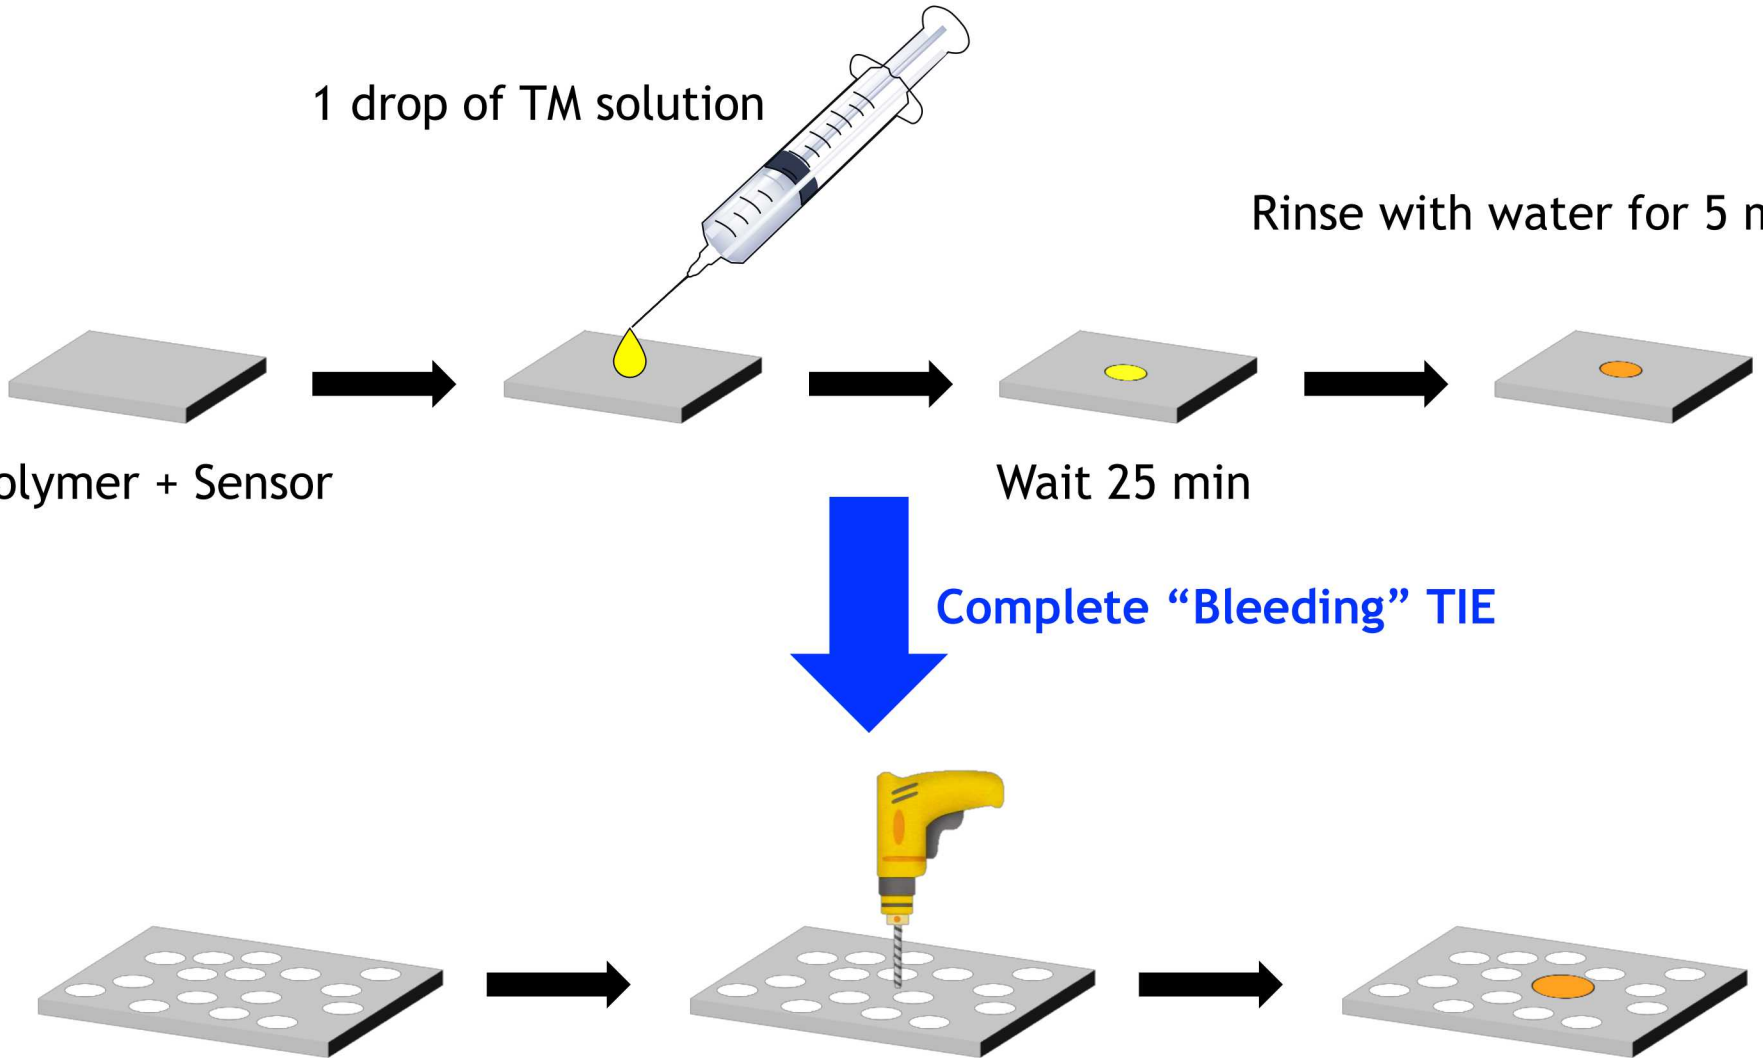 1 drop of TM solution
Rinse with water for 5 m
olymer + Sensor
Wait 25 min
Complete “Bleeding” TIE